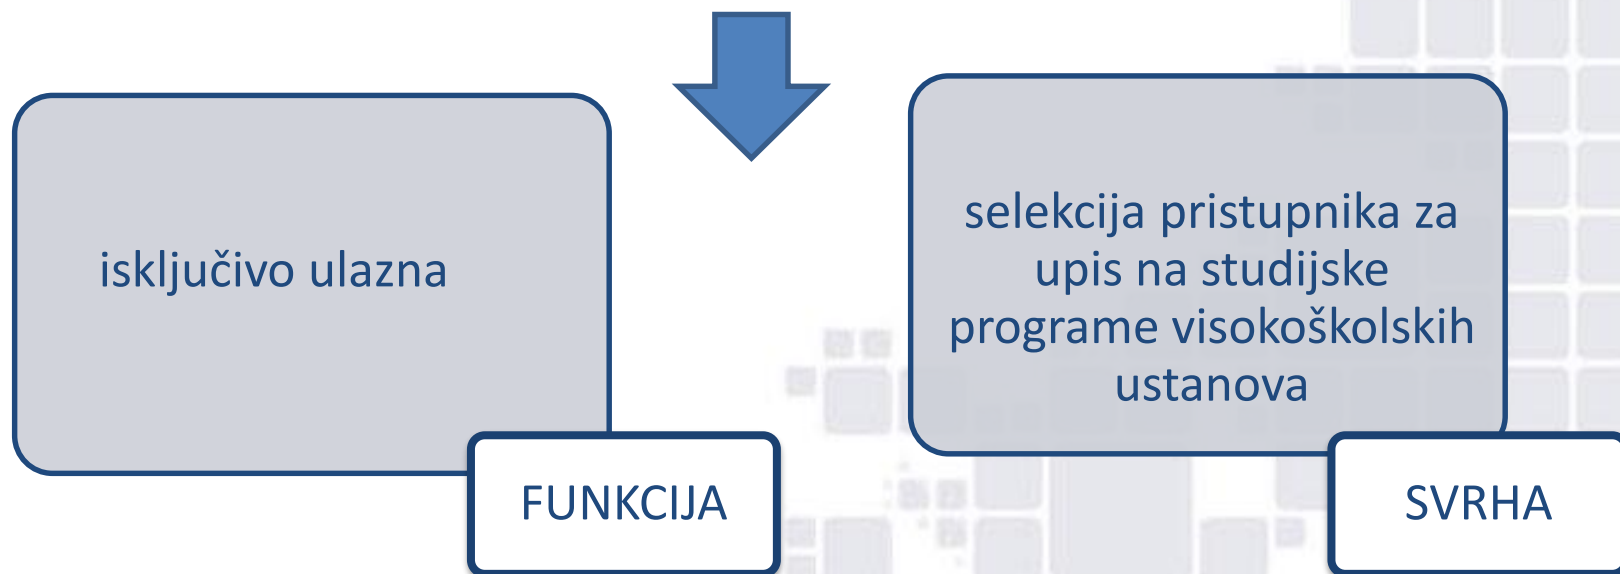 isključivo ulazna
FUNKCIJA
selekcija pristupnika za
upis na studijske
programe visokoškolskih
ustanova
SVRHA